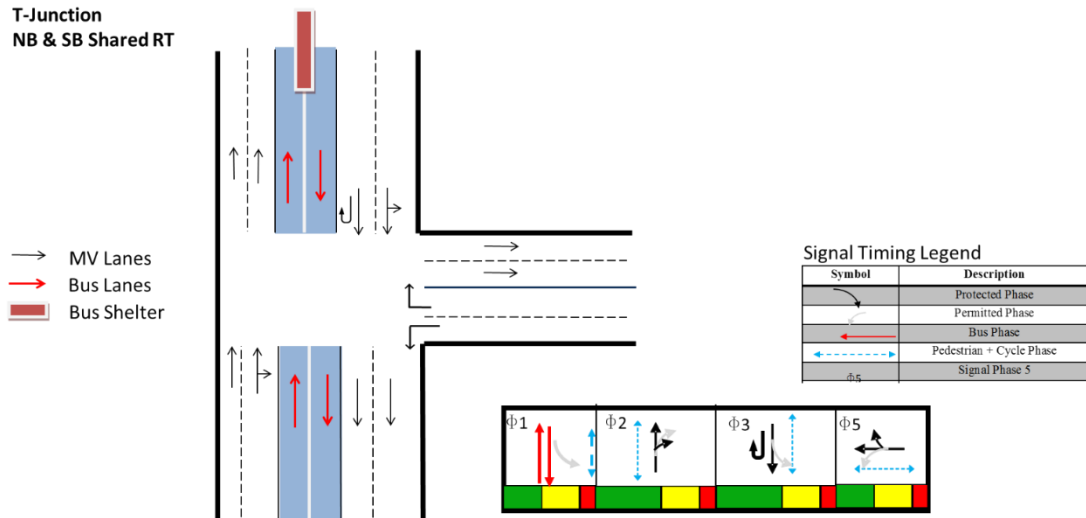 T-Junction
NB & SB Shared RT
MV Lanes
Bus Lanes
Bus Shelter
Signal Timing Legend
Symbol Description
Protected Phase
Permitted Phase
Bus Phase
Pedestrian + Cycle Phase
Φ5 Signal Phase 5
Φ1 Φ2 Φ3 Φ5